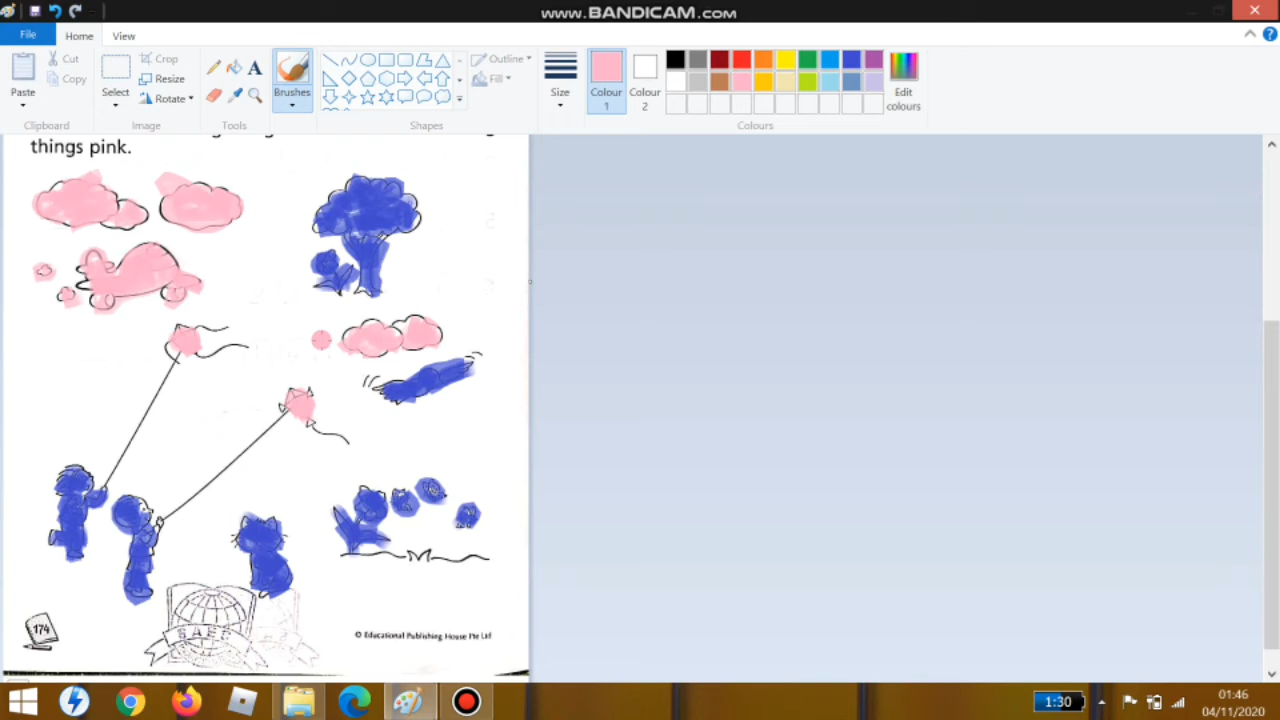 www.BANDICAM.com
File
Home
View
Paste
Cut
Copy
Clipboard
Select
Crop
Resize
Rotate
Image
A
Tools
Brushes
Shapes
Outline
Fill
Size
Colour
1
Colour
2
Edit
colours
Colours
things pink.
174
SAEE
© Educational Publishing House Pte Ltd
1:30
01:46
04/11/2020